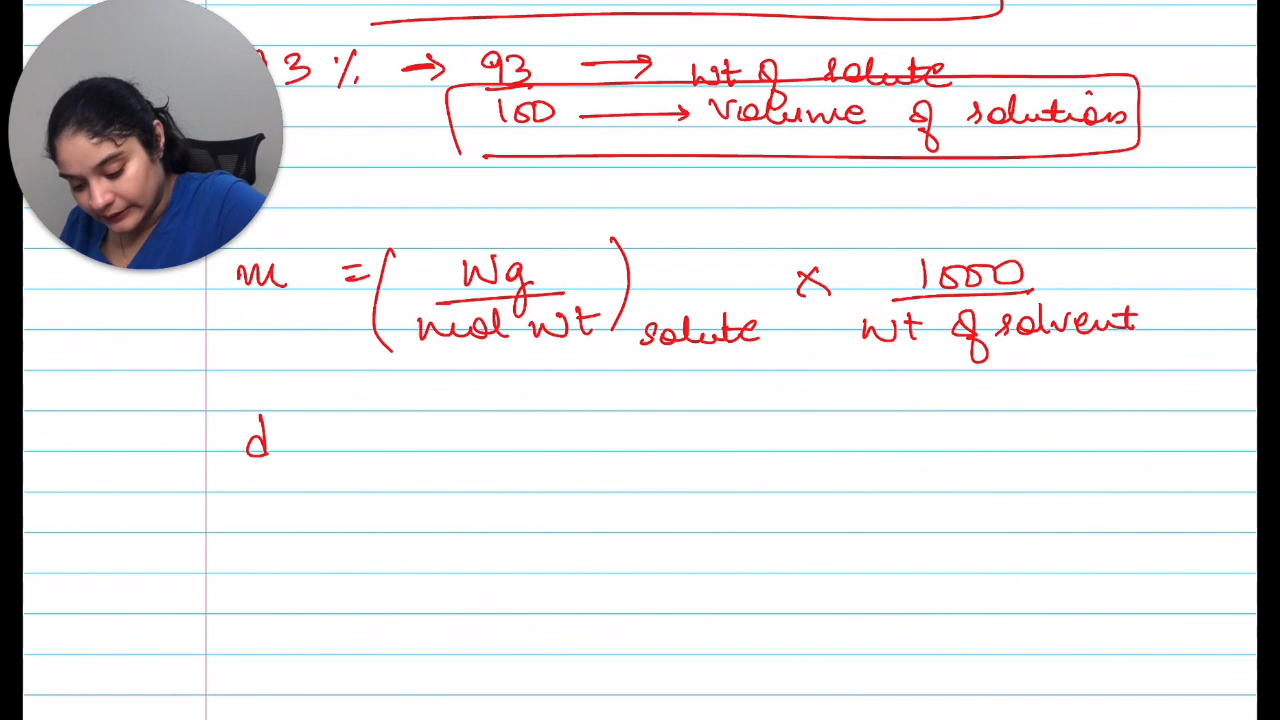 3 % → 93 → wt of solute
100 → Volume of solution
m = ( Wg / mol wt ) solute × 1000 / wt of solvent
d